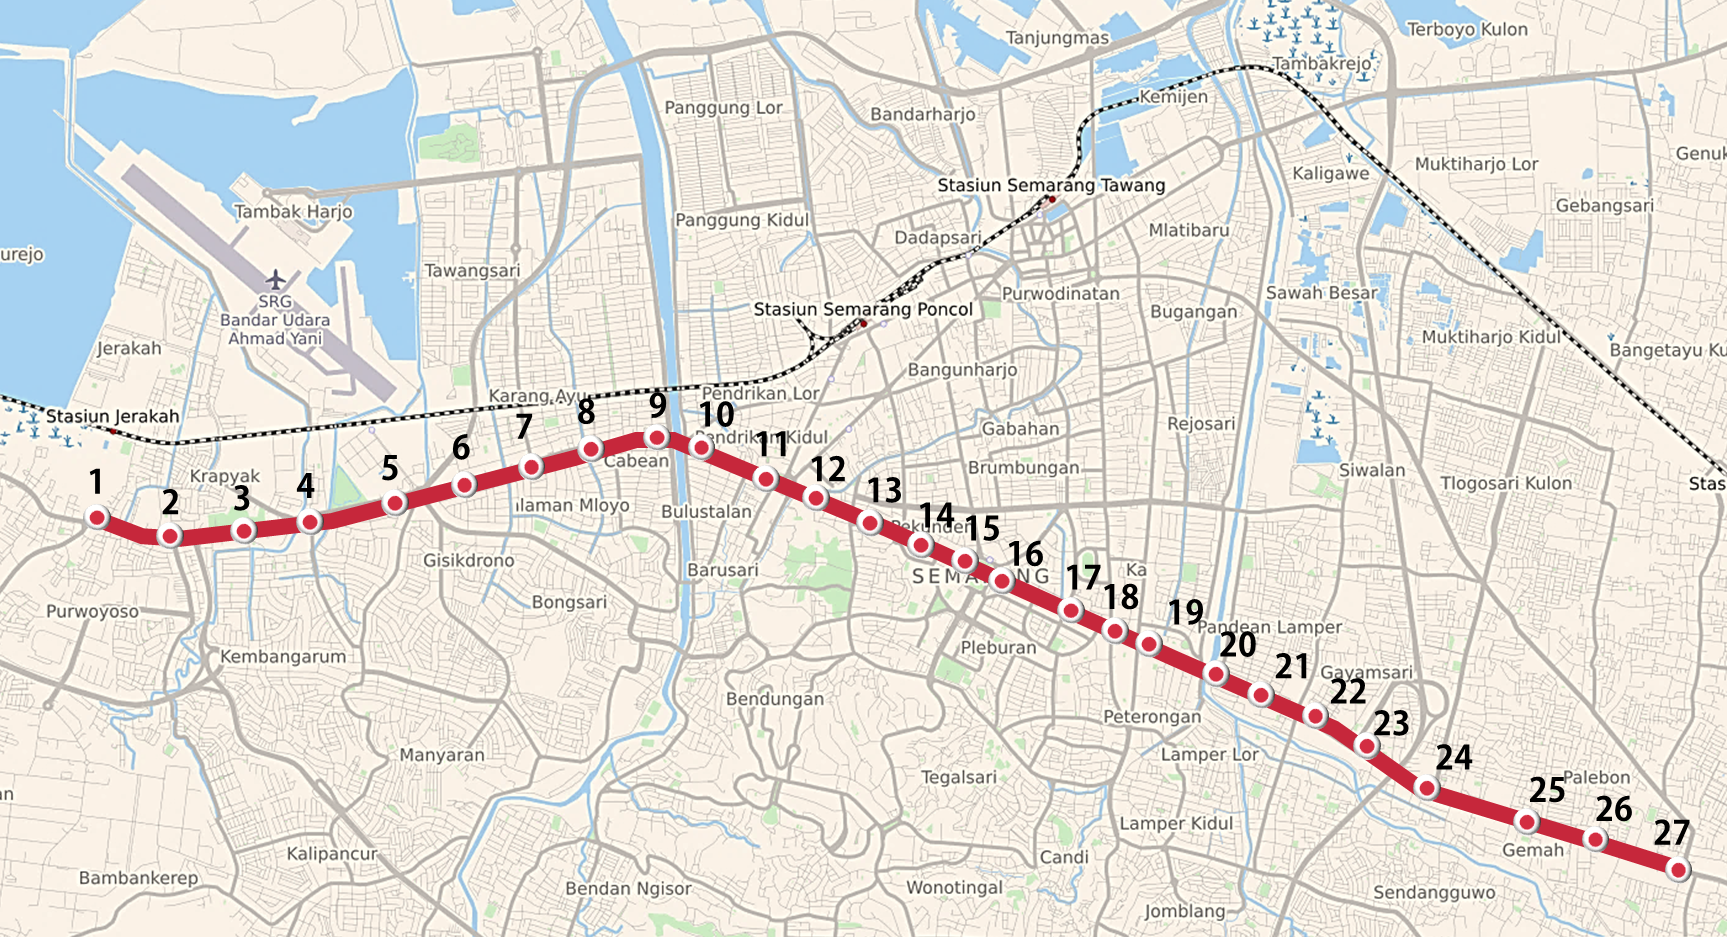 Terboyo Kulon
Tanjungmas
Tambakrejo
Kemijen
Panggung Lor
Bandarharjo
Genuk
Muktiharjo Lor
Kaligawe
Stasiun Semarang Tawang
Gebangsari
Tambak Harjo
Panggung Kidul
Mlatibaru
Dadapsari
urejo
Tawangsari
Purwodinatan
Sawah Besar
SRG
Bandar Udara
Ahmad Yani
Stasiun Semarang Poncol
Bugangan
Muktiharjo Kidul
Jerakah
Bangetayu Ku
Bangunharjo
Karang Ayu
Pendrikan Lor
Stasiun Jerakah
9
8
10
7
Rejosari
Gabahan
Pendrikan Kidul
6
11
Cabean
5
12
Brumbungan
Siwalan
Krapyak
1
4
Tlogosari Kulon
Stas
13
2
3
ılaman Mloyo
Bulustalan
14
Pekunden
15
Gisikdrono
16
Barusari
Ka
SEMA NG
17
Bongsari
18
Purwoyoso
19
Pandean Lamper
20
Pleburan
Kembangarum
21
Gayamsari
22
Bendungan
Peterongan
23
Manyaran
Lamper Lor
24
Tegalsari
Palebon
25
an
26
Lamper Kidul
27
Kalipancur
Candi
Gemah
Bambankerep
Bendan Ngisor
Wonotingal
Sendangguwo
Jomblang